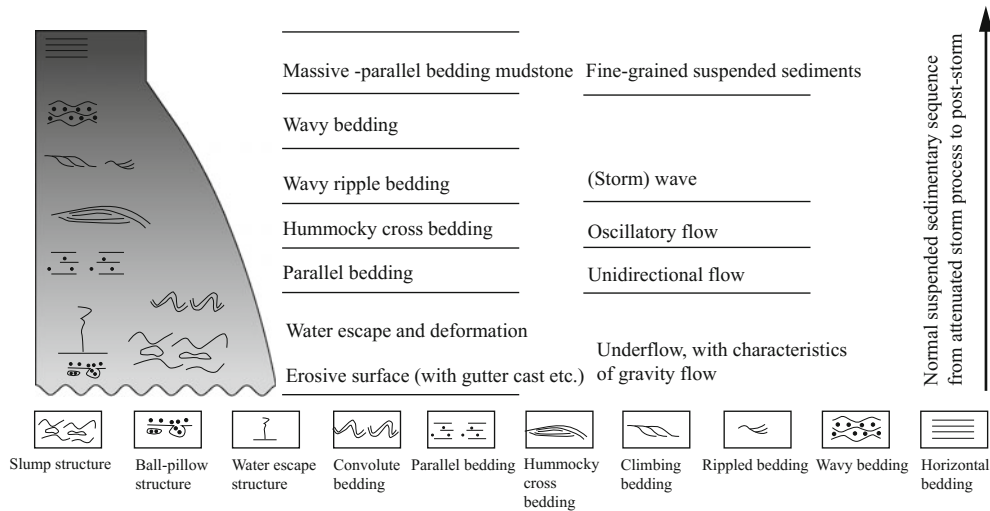 Massive -parallel bedding mudstone
Fine-grained suspended sediments
Wavy bedding
Wavy ripple bedding
(Storm) wave
Hummocky cross bedding
Oscillatory flow
Parallel bedding
Unidirectional flow
Water escape and deformation
Underflow, with characteristics
of gravity flow
Erosive surface (with gutter cast etc.)
Normal suspended sedimentary sequence
from attenuated storm process to post-storm
Slump structure
Ball-pillow
structure
Water escape
structure
Convolute
bedding
Parallel bedding
Hummocky
cross
bedding
Climbing
bedding
Rippled bedding
Wavy bedding
Horizontal
bedding